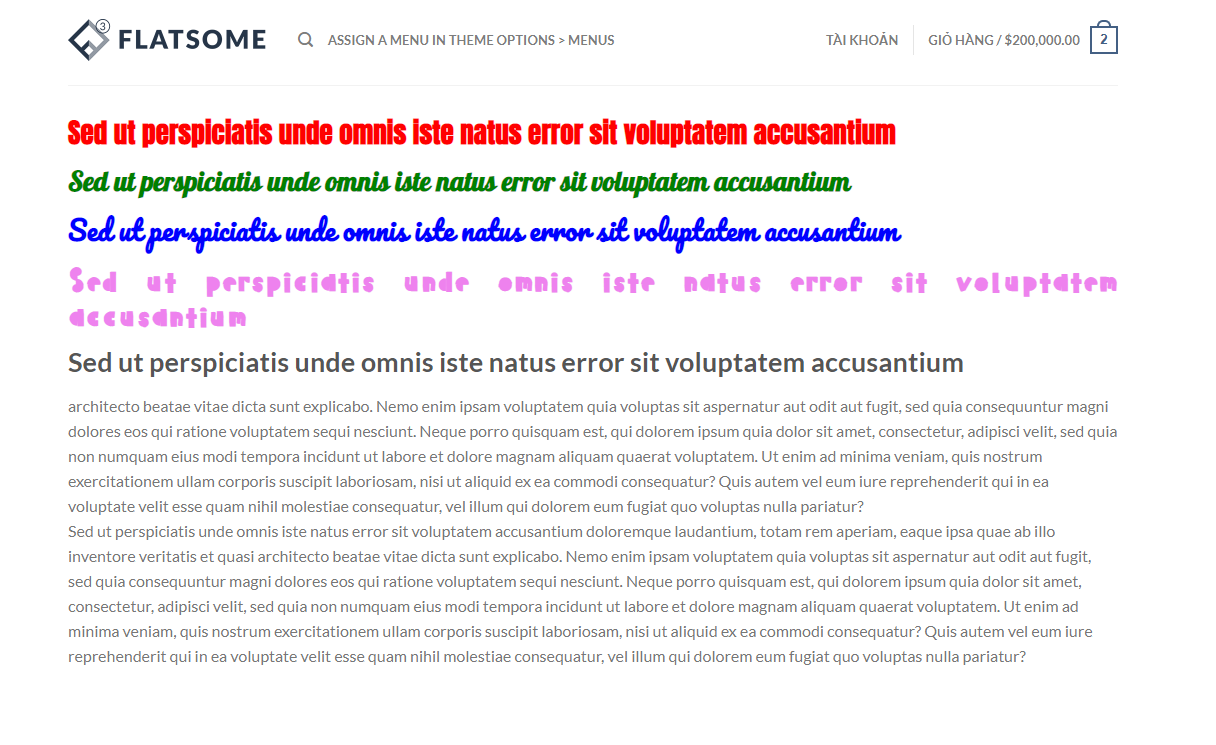 3
FLATSOME
ASSIGN A MENU IN THEME OPTIONS > MENUS
TÀI KHOẢN
GIỎ HÀNG / $200,000.00
2
Sed ut perspiciatis unde omnis iste natus error sit voluptatem accusantium
Sed ut perspiciatis unde omnis iste natus error sit voluptatem accusantium
Sed ut perspiciatis unde omnis iste natus error sit voluptatem accusantium
Sed ut perspiciatis unde omnis iste natus error sit voluptatem
accusantium
Sed ut perspiciatis unde omnis iste natus error sit voluptatem accusantium
architecto beatae vitae dicta sunt explicabo. Nemo enim ipsam voluptatem quia voluptas sit aspernatur aut odit aut fugit, sed quia consequuntur magni
dolores eos qui ratione voluptatem sequi nesciunt. Neque porro quisquam est, qui dolorem ipsum quia dolor sit amet, consectetur, adipisci velit, sed quia
non numquam eius modi tempora incidunt ut labore et dolore magnam aliquam quaerat voluptatem. Ut enim ad minima veniam, quis nostrum
exercitationem ullam corporis suscipit laboriosam, nisi ut aliquid ex ea commodi consequatur? Quis autem vel eum iure reprehenderit qui in ea
voluptate velit esse quam nihil molestiae consequatur, vel illum qui dolorem eum fugiat quo voluptas nulla pariatur?
Sed ut perspiciatis unde omnis iste natus error sit voluptatem accusantium doloremque laudantium, totam rem aperiam, eaque ipsa quae ab illo
inventore veritatis et quasi architecto beatae vitae dicta sunt explicabo. Nemo enim ipsam voluptatem quia voluptas sit aspernatur aut odit aut fugit,
sed quia consequuntur magni dolores eos qui ratione voluptatem sequi nesciunt. Neque porro quisquam est, qui dolorem ipsum quia dolor sit amet,
consectetur, adipisci velit, sed quia non numquam eius modi tempora incidunt ut labore et dolore magnam aliquam quaerat voluptatem. Ut enim ad
minima veniam, quis nostrum exercitationem ullam corporis suscipit laboriosam, nisi ut aliquid ex ea commodi consequatur? Quis autem vel eum iure
reprehenderit qui in ea voluptate velit esse quam nihil molestiae consequatur, vel illum qui dolorem eum fugiat quo voluptas nulla pariatur?